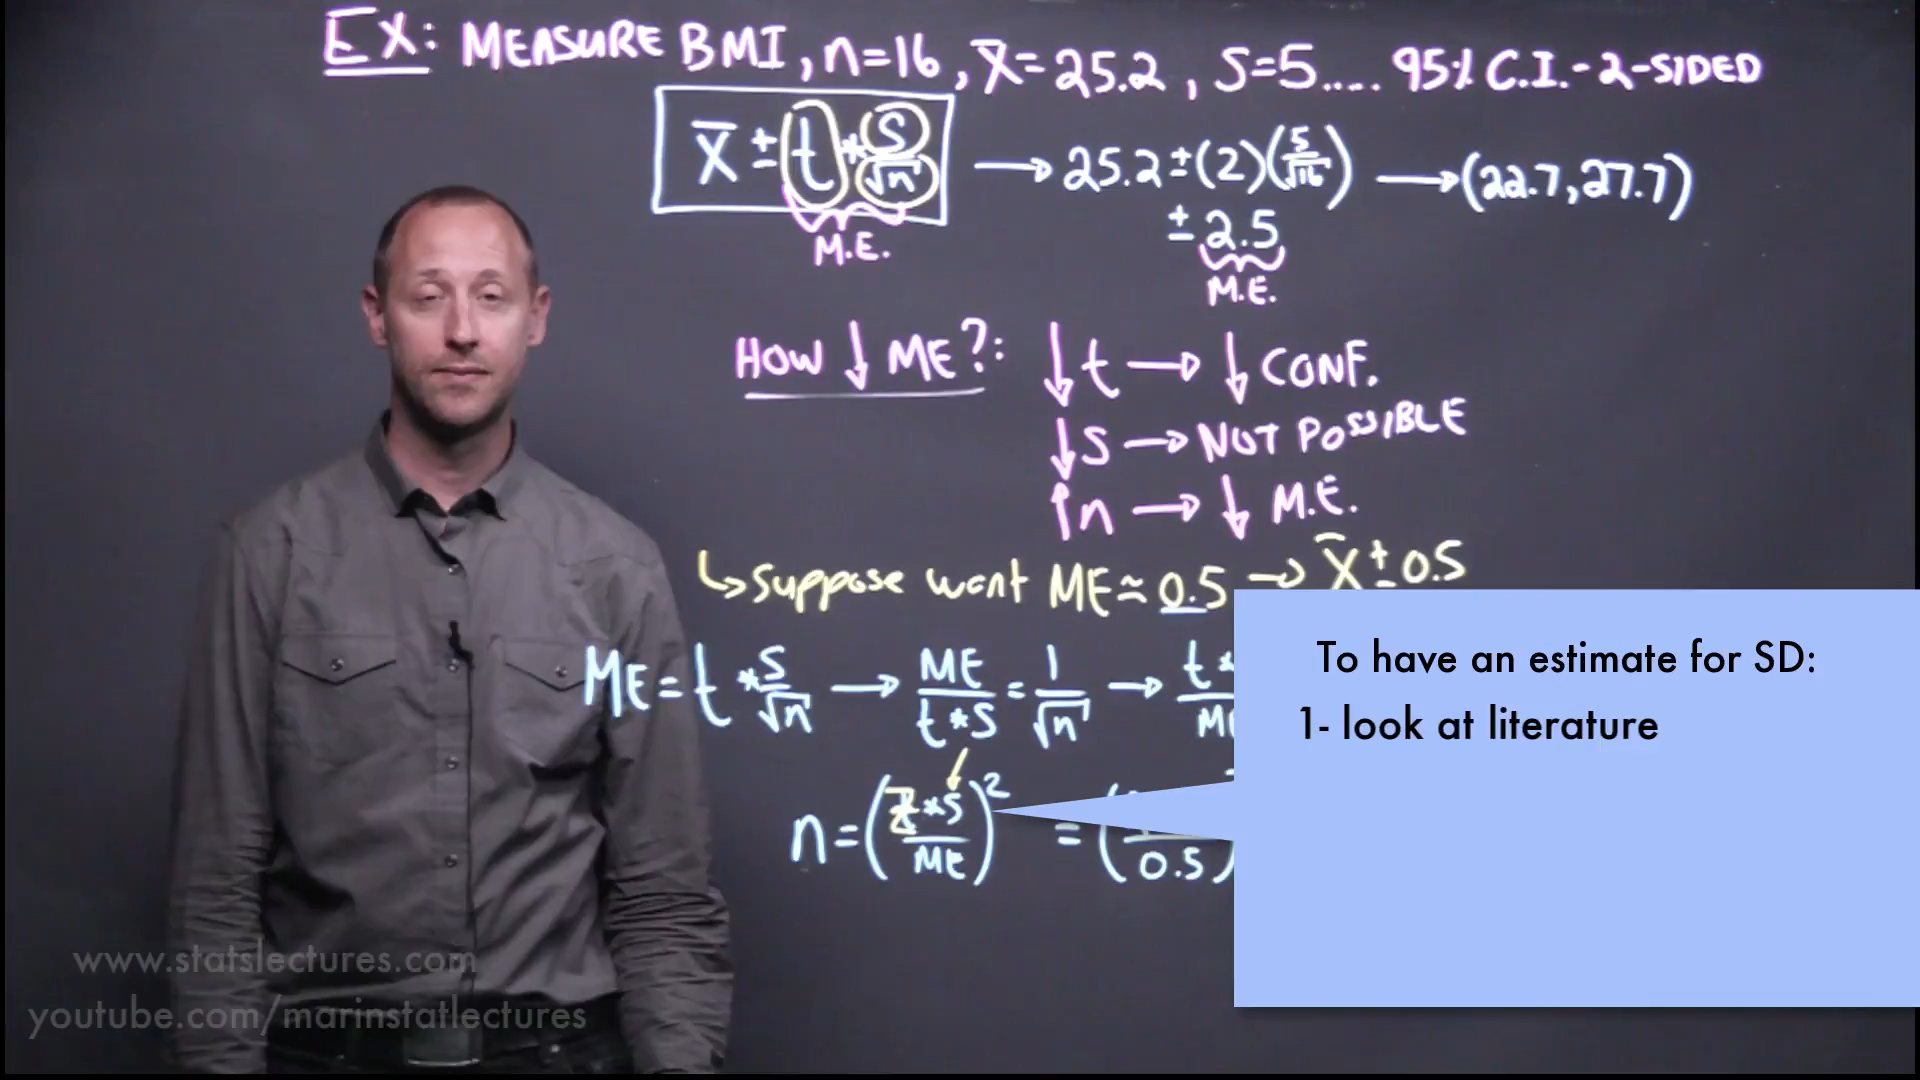 EX: MEASURE BMI, n=16, x̄=25.2, S=5.... 95% C.I.-2-SIDED
x̄ ± t * S/√n → 25.2 ± (2)(5/√16) → (22.7, 27.7)
± 2.5
M.E.
M.E.
HOW ↓ ME?: ↓ t → ↓ CONF.
↓ S → NOT POSSIBLE
↑ n → ↓ M.E.
↳ Suppose want ME ≈ 0.5 → x̄ ± 0.5
ME = t * S/√n → ME/(t * S) = 1/√n → t *
n = (z * S/ME)² = ( /0.5)
To have an estimate for SD:
1- look at literature
www.statslectures.com
youtube.com/marinstatlectures